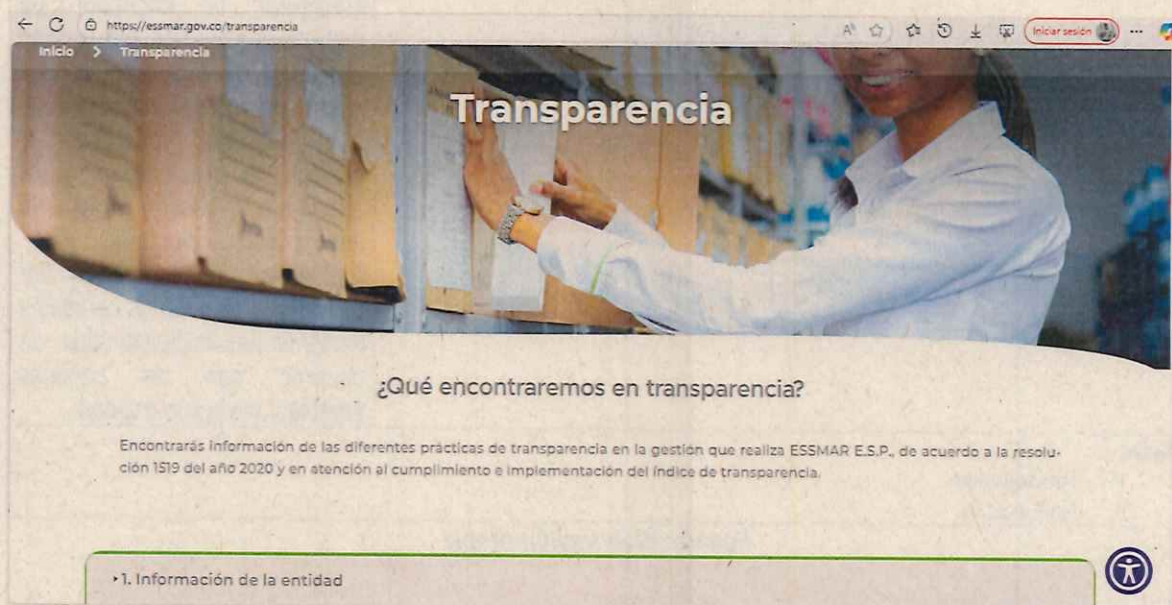 https://essmar.gov.co/transparencia
Iniciar sesión
Inicio > Transparencia
Transparencia
¿Qué encontraremos en transparencia?
Encontrarás información de las diferentes prácticas de transparencia en la gestión que realiza ESSMAR E.S.P., de acuerdo a la resolu-
ción 1519 del año 2020 y en atención al cumplimiento e implementación del índice de transparencia.
1. Información de la entidad